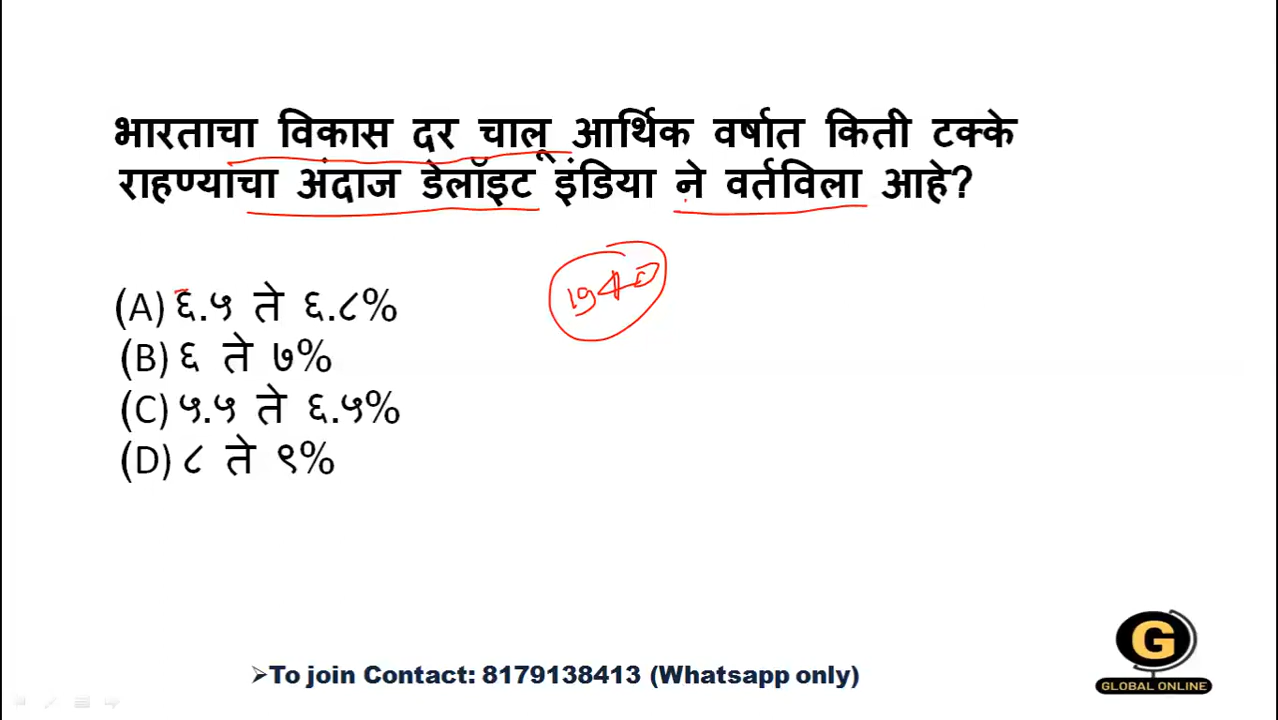 भारताचा विकास दर चालू आर्थिक वर्षात किती टक्के
राहण्याचा अंदाज डेलॉइट इंडिया ने वर्तविला आहे?
(A) ६.५ ते ६.८%
(B) ६ ते ७%
(C) ५.५ ते ६.५%
(D) ८ ते ९%
To join Contact: 8179138413 (Whatsapp only)
G
GLOBAL ONLINE